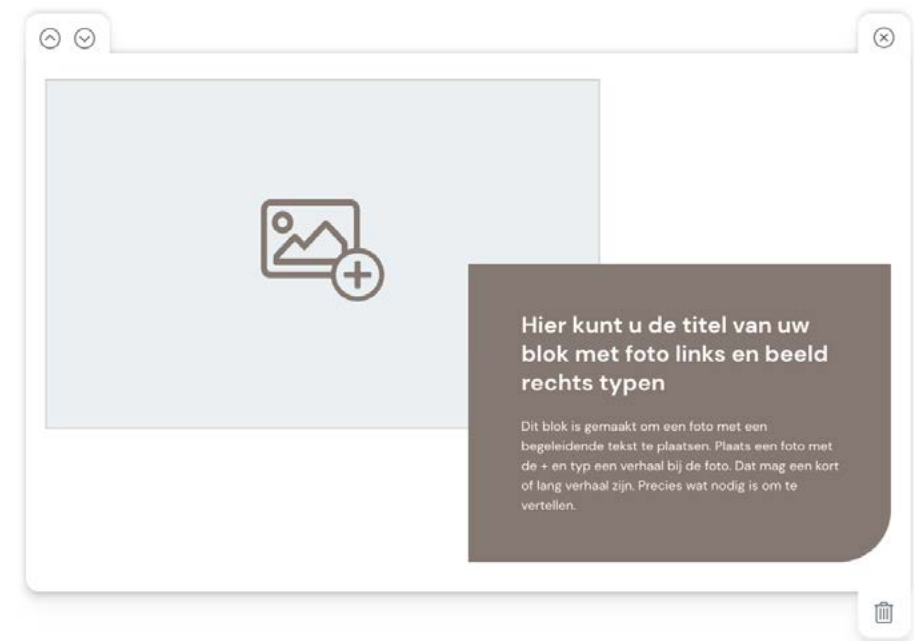 Hier kunt u de titel van uw
blok met foto links en beeld
rechts typen
Dit blok is gemaakt om een foto met een
begeleidende tekst te plaatsen. Plaats een foto met
de + en typ een verhaal bij de foto. Dat mag een kort
of lang verhaal zijn. Precies wat nodig is om te
vertellen.